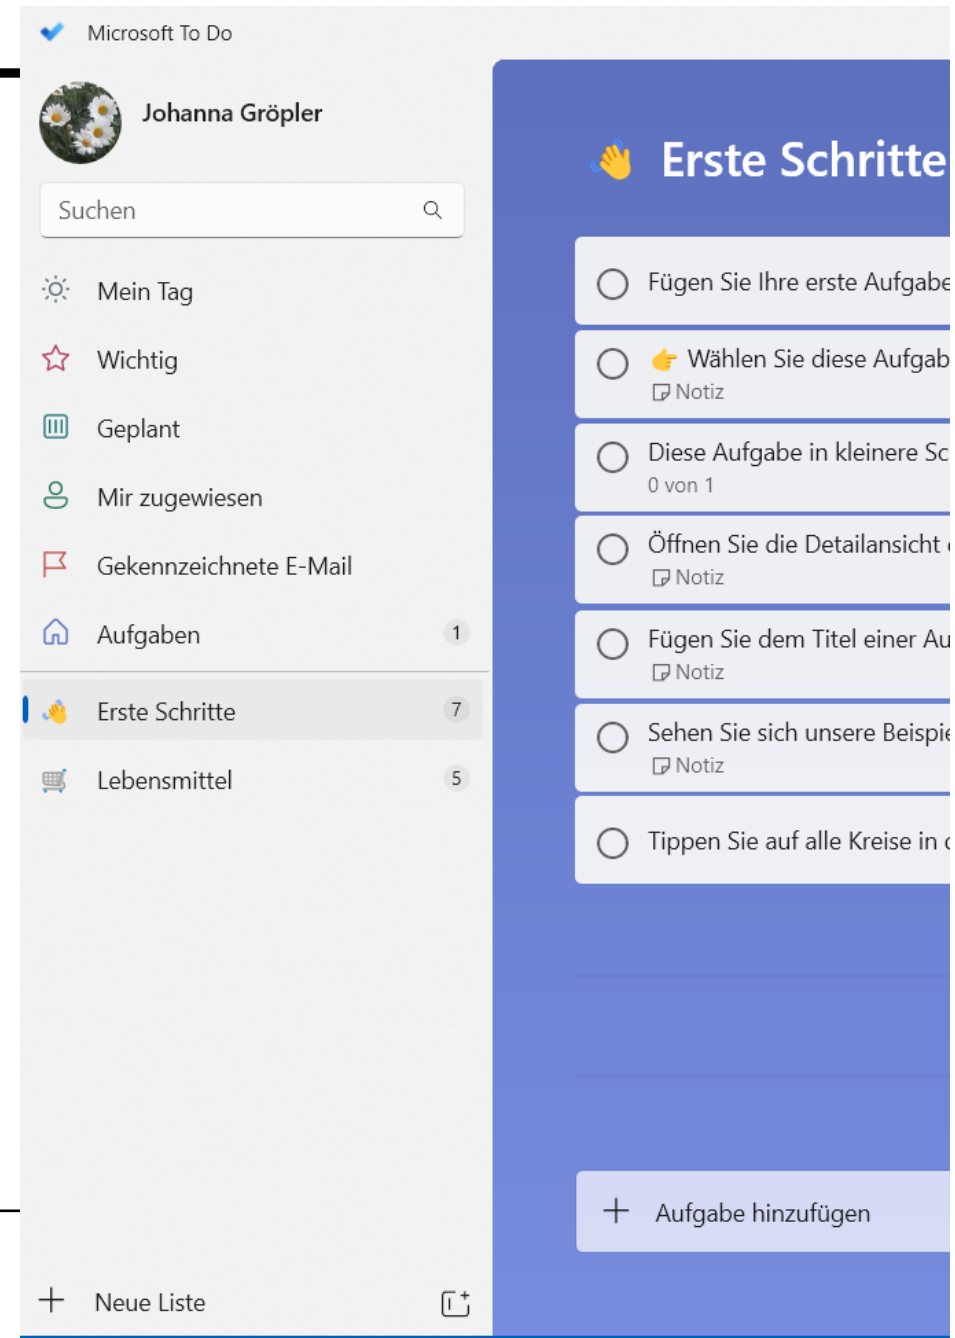 Microsoft To Do
Johanna Gröpler
Suchen
Mein Tag
Wichtig
Geplant
Mir zugewiesen
Gekennzeichnete E-Mail
Aufgaben 1
Erste Schritte 7
Lebensmittel 5
Neue Liste
Erste Schritte
Fügen Sie Ihre erste Aufgabe
Wählen Sie diese Aufgab
Notiz
Diese Aufgabe in kleinere Sc
0 von 1
Öffnen Sie die Detailansicht
Notiz
Fügen Sie dem Titel einer Au
Notiz
Sehen Sie sich unsere Beispie
Notiz
Tippen Sie auf alle Kreise in
Aufgabe hinzufügen